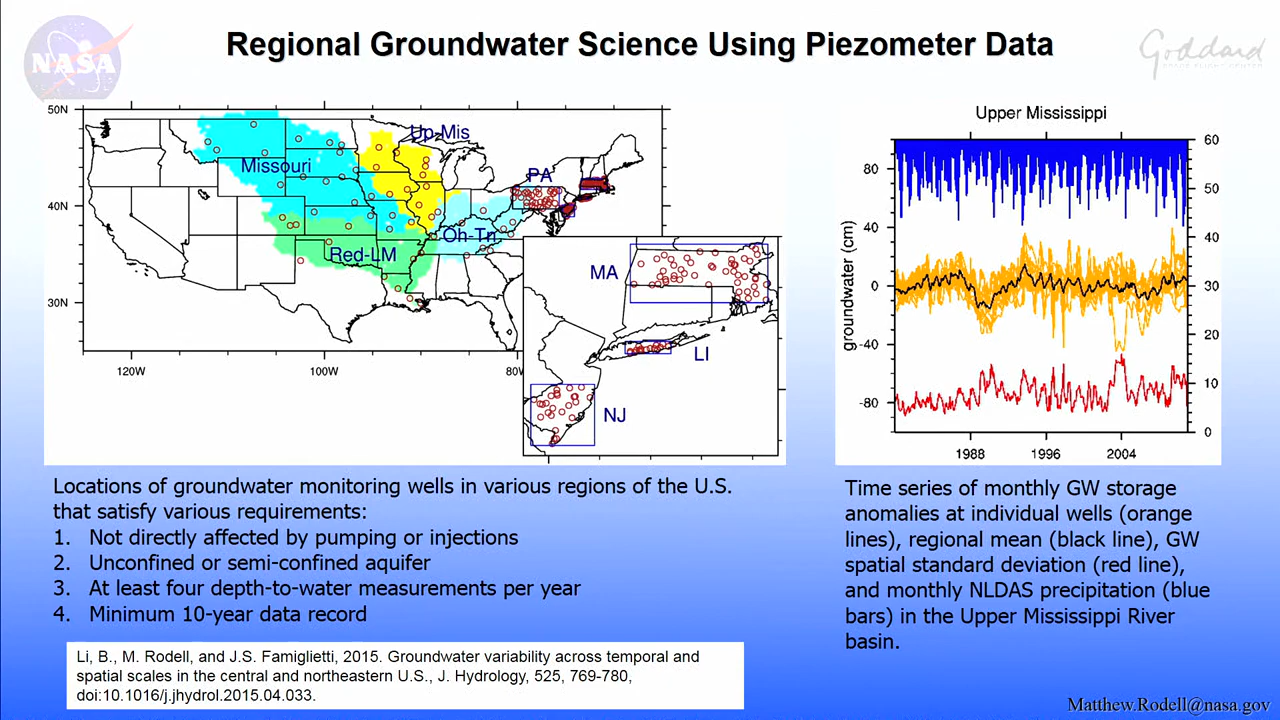 NASA
Regional Groundwater Science Using Piezometer Data
Goddard
SPACE FLIGHT CENTER
50N
40N
30N
120W
100W
80W
Missouri
Up-Mis
PA
Oh-Tn
Red-LM
MA
LI
NJ
Upper Mississippi
groundwater (cm)
80
40
0
-40
-80
60
50
40
30
20
10
0
1988
1996
2004
Locations of groundwater monitoring wells in various regions of the U.S.
that satisfy various requirements:
1. Not directly affected by pumping or injections
2. Unconfined or semi-confined aquifer
3. At least four depth-to-water measurements per year
4. Minimum 10-year data record
Time series of monthly GW storage
anomalies at individual wells (orange
lines), regional mean (black line), GW
spatial standard deviation (red line),
and monthly NLDAS precipitation (blue
bars) in the Upper Mississippi River
basin.
Li, B., M. Rodell, and J.S. Famiglietti, 2015. Groundwater variability across temporal and
spatial scales in the central and northeastern U.S., J. Hydrology, 525, 769-780,
doi:10.1016/j.jhydrol.2015.04.033.
Matthew.Rodell@nasa.gov